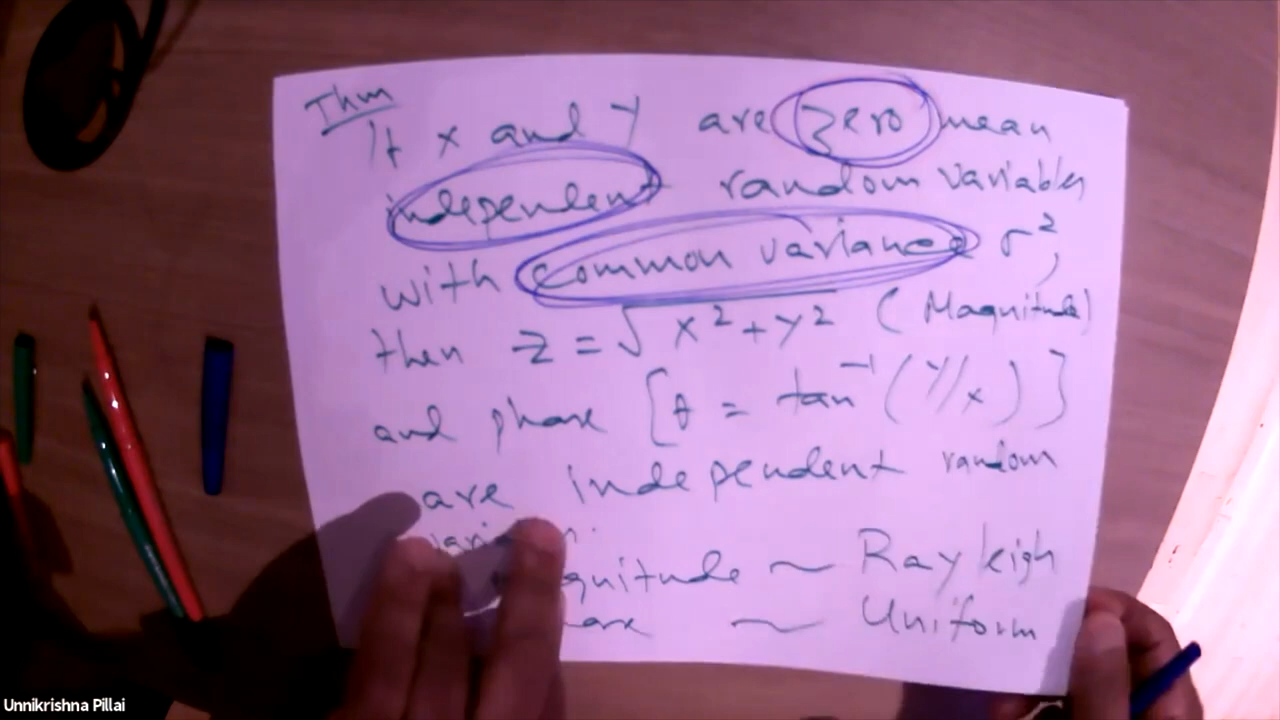 Thm
If x and y are zero mean
independent random variables
with common variance σ²,
then z = √x²+y² (Magnitude)
and phase [θ = tan⁻¹(y/x)]
are independent random
~ Rayleigh
~ Uniform
Unnikrishna Pillai